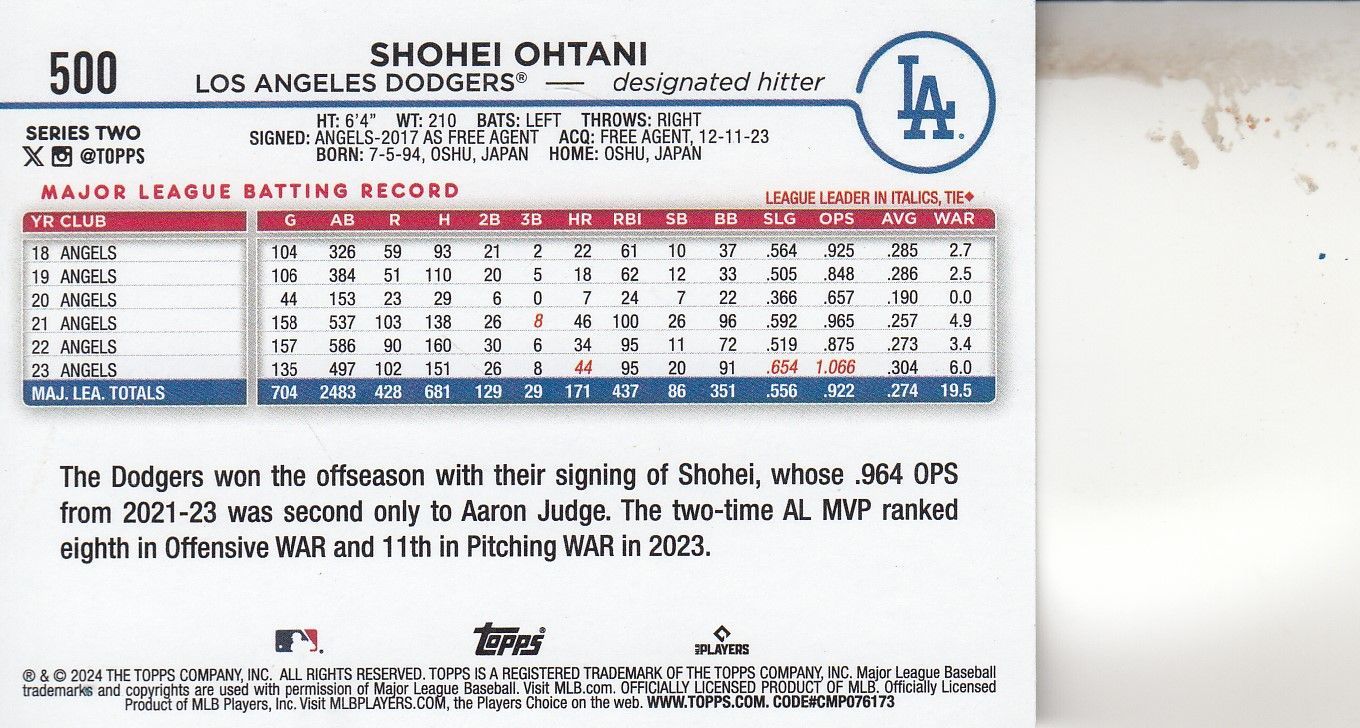 500
SHOHEI OHTANI
LOS ANGELES DODGERS® — designated hitter
LA
SERIES TWO
X @TOPPS
HT: 6'4" WT: 210 BATS: LEFT THROWS: RIGHT
SIGNED: ANGELS-2017 AS FREE AGENT ACQ: FREE AGENT, 12-11-23
BORN: 7-5-94, OSHU, JAPAN HOME: OSHU, JAPAN
MAJOR LEAGUE BATTING RECORD
LEAGUE LEADER IN ITALICS, TIE◆
YR CLUB G AB R H 2B 3B HR RBI SB BB SLG OPS AVG WAR
18 ANGELS 104 326 59 93 21 2 22 61 10 37 .564 .925 .285 2.7
19 ANGELS 106 384 51 110 20 5 18 62 12 33 .505 .848 .286 2.5
20 ANGELS 44 153 23 29 6 0 7 24 7 22 .366 .657 .190 0.0
21 ANGELS 158 537 103 138 26 8 46 100 26 96 .592 .965 .257 4.9
22 ANGELS 157 586 90 160 30 6 34 95 11 72 .519 .875 .273 3.4
23 ANGELS 135 497 102 151 26 8 44 95 20 91 .654 1.066 .304 6.0
MAJ. LEA. TOTALS 704 2483 428 681 129 29 171 437 86 351 .556 .922 .274 19.5
The Dodgers won the offseason with their signing of Shohei, whose .964 OPS
from 2021-23 was second only to Aaron Judge. The two-time AL MVP ranked
eighth in Offensive WAR and 11th in Pitching WAR in 2023.
Topps®
MLB PLAYERS
® & © 2024 THE TOPPS COMPANY, INC. ALL RIGHTS RESERVED. TOPPS IS A REGISTERED TRADEMARK OF THE TOPPS COMPANY, INC. Major League Baseball
trademarks and copyrights are used with permission of Major League Baseball. Visit MLB.com. OFFICIALLY LICENSED PRODUCT OF MLB. Officially Licensed
Product of MLB Players, Inc. Visit MLBPLAYERS.COM, the Players Choice on the web. WWW.TOPPS.COM. CODE#CMP076173